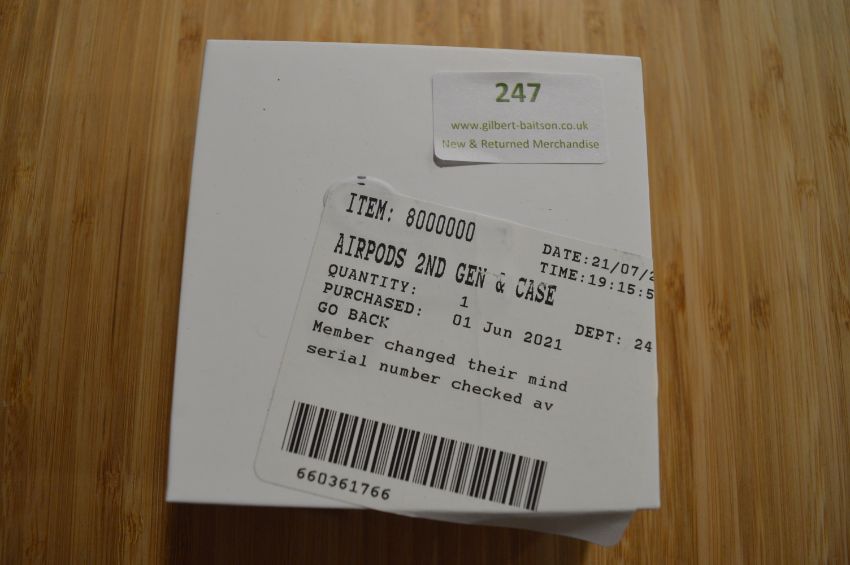 247
www.gilbert-baitson.co.uk
New & Returned Merchandise
ITEM: 8000000
DATE:21/07/2
AIRPODS 2ND GEN & CASE
TIME:19:15:5
QUANTITY: 1
PURCHASED: 01 Jun 2021
DEPT: 24
GO BACK
Member changed their mind
serial number checked av
660361766